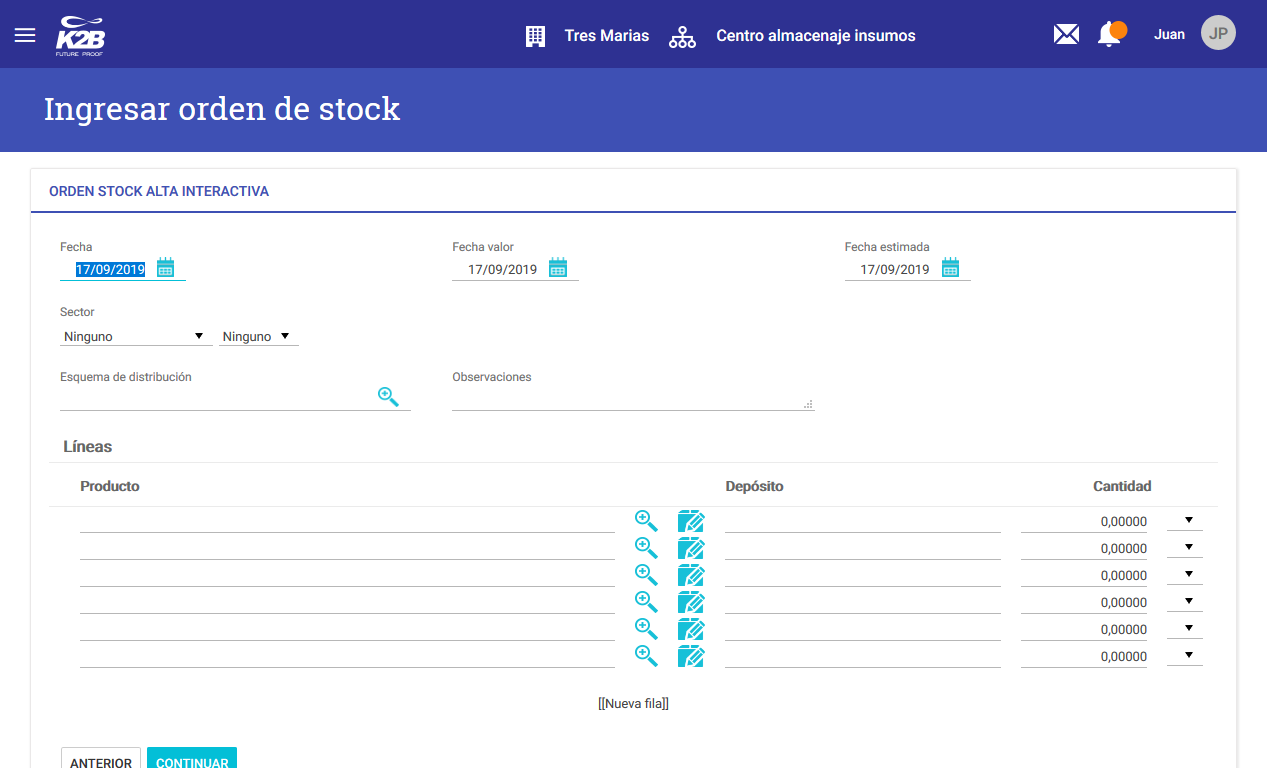 K2B
FUTURE PROOF
Tres Marias
Centro almacenaje insumos
Juan
JP
Ingresar orden de stock
ORDEN STOCK ALTA INTERACTIVA
Fecha
Fecha valor
Fecha estimada
17/09/2019
17/09/2019
17/09/2019
Sector
Ninguno
Ninguno
Esquema de distribución
Observaciones
Líneas
Producto
Depósito
Cantidad
0,00000
0,00000
0,00000
0,00000
0,00000
0,00000
[[Nueva fila]]
ANTERIOR
CONTINUAR